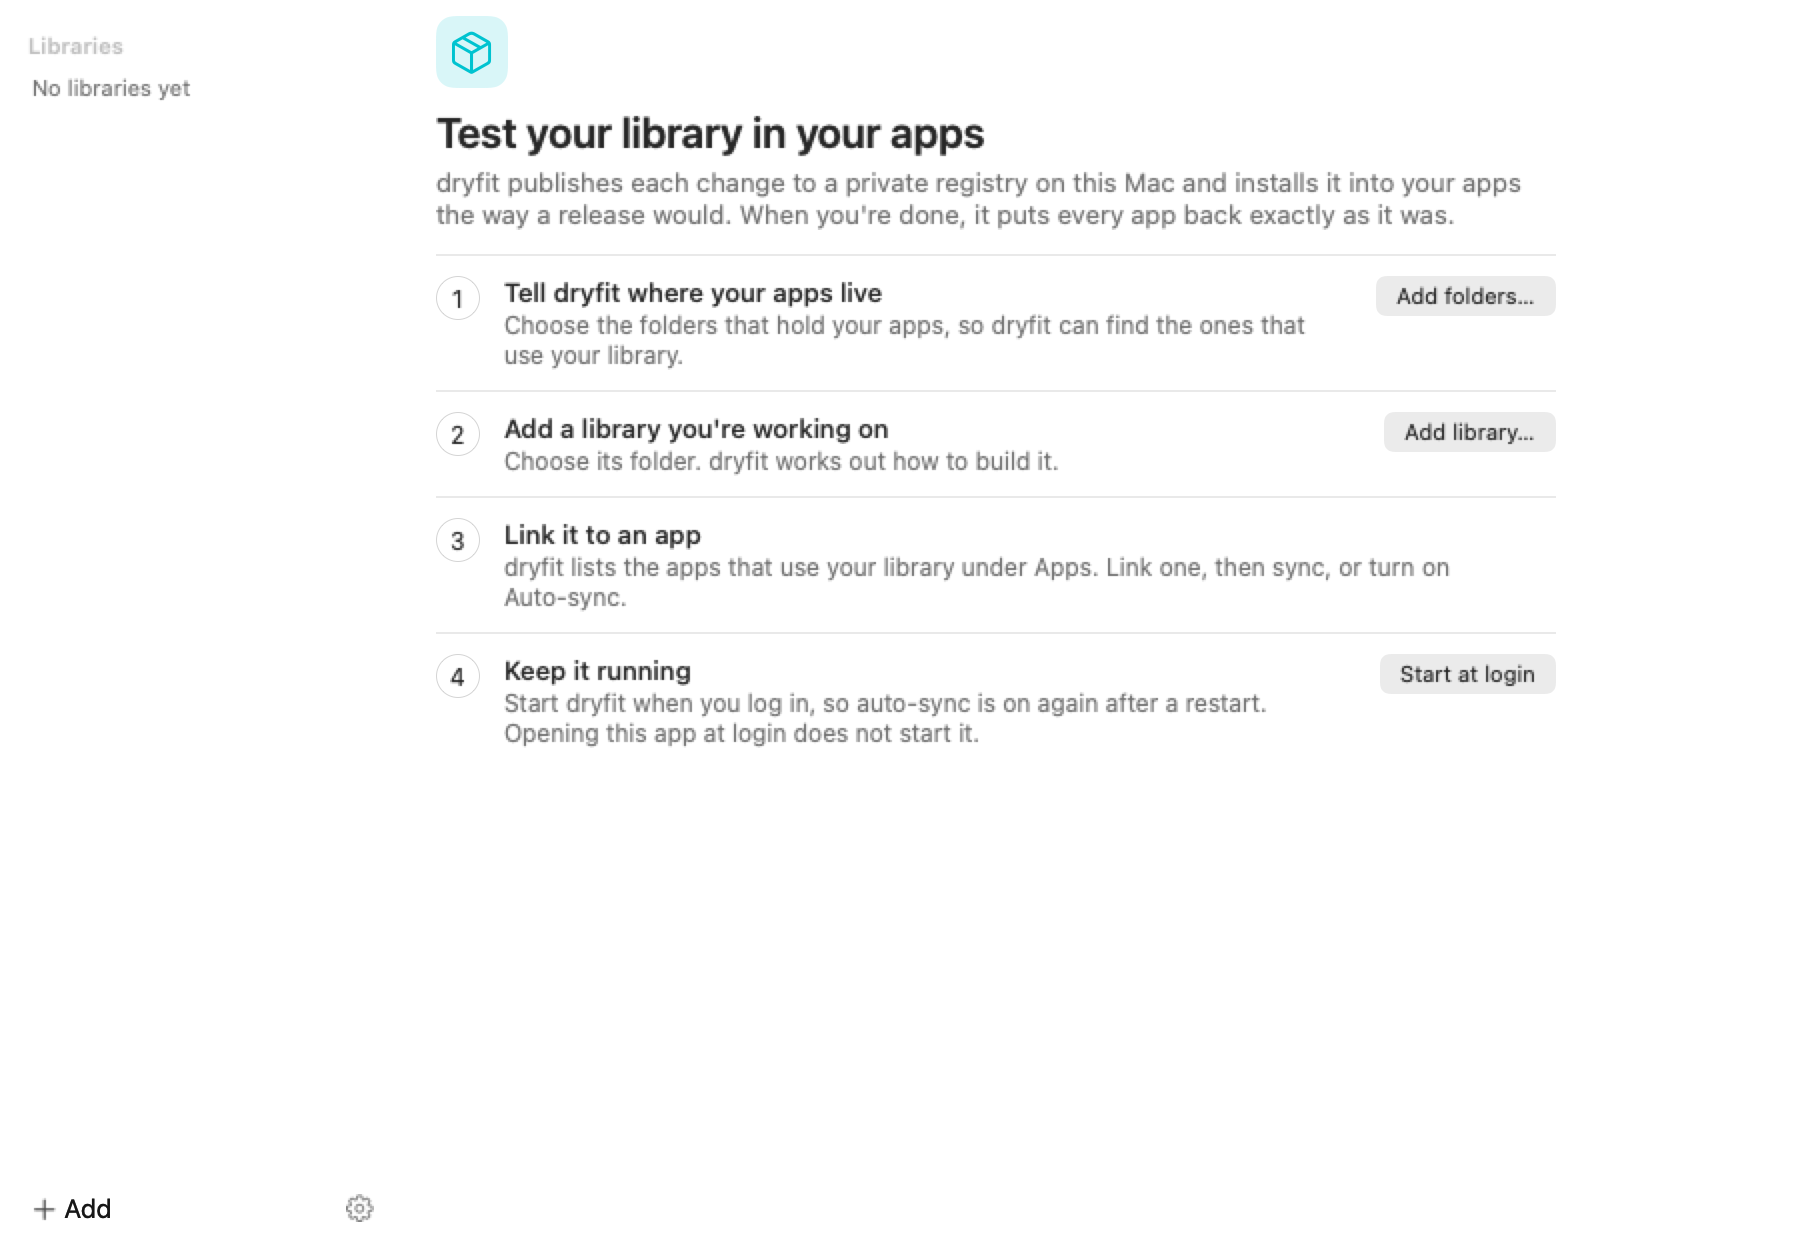 Libraries
No libraries yet
Test your library in your apps
dryfit publishes each change to a private registry on this Mac and installs it into your apps
the way a release would. When you're done, it puts every app back exactly as it was.
1
Tell dryfit where your apps live
Choose the folders that hold your apps, so dryfit can find the ones that
use your library.
Add folders...
2
Add a library you're working on
Choose its folder. dryfit works out how to build it.
Add library...
3
Link it to an app
dryfit lists the apps that use your library under Apps. Link one, then sync, or turn on
Auto-sync.
4
Keep it running
Start dryfit when you log in, so auto-sync is on again after a restart.
Opening this app at login does not start it.
Start at login
+ Add